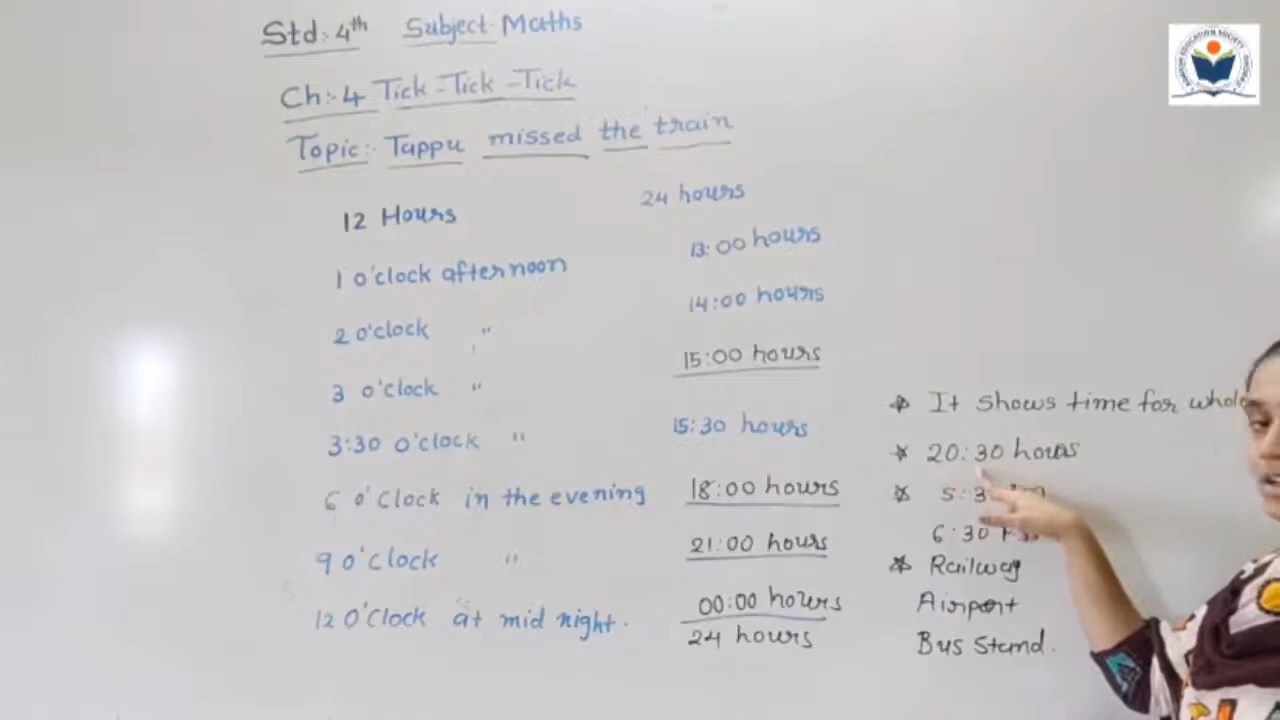 Std:- 4th Subject:- Maths
Ch:- 4 Tick-Tick-Tick
Topic:- Tappu missed the train
12 Hours 24 hours
1 o'clock afternoon 13:00 hours
2 o'clock " 14:00 hours
3 o'clock " 15:00 hours
3:30 o'clock " 15:30 hours
6 o'clock in the evening 18:00 hours
9 o'clock " 21:00 hours
12 O'Clock at mid night. 00:00 hours
24 hours
It shows time for whole
20:30 hours
6:30
Railway
Airport
Bus Stand.
EDUCATION SOCIETY